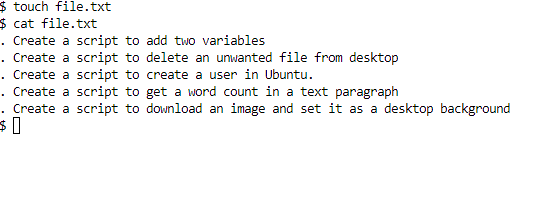 $ touch file.txt
$ cat file.txt
. Create a script to add two variables
. Create a script to delete an unwanted file from desktop
. Create a script to create a user in Ubuntu.
. Create a script to get a word count in a text paragraph
. Create a script to download an image and set it as a desktop background
$